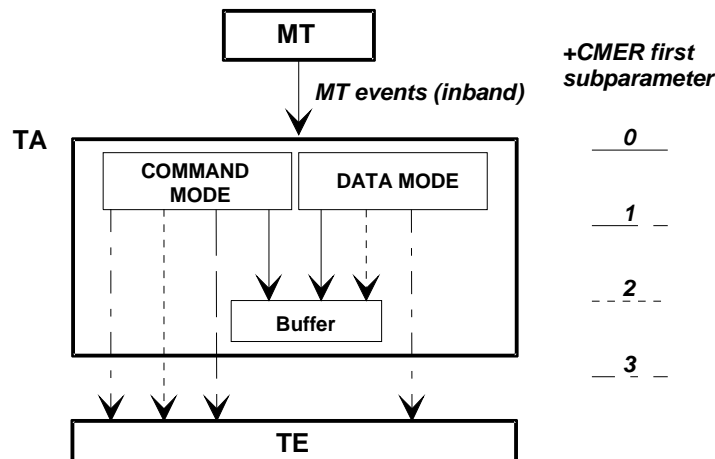 MT
+CMER first
subparameter
MT events (inband)
TA
0
COMMAND
MODE
DATA MODE
1
2
Buffer
3
TE